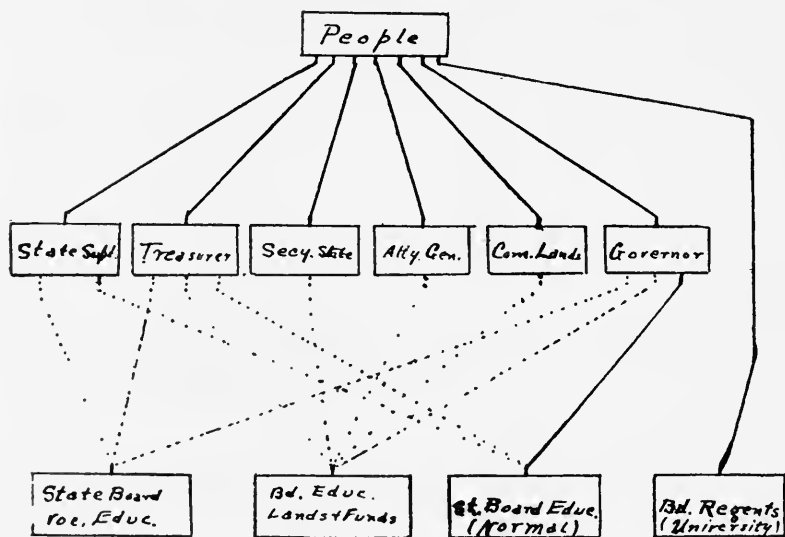 People
State Supt.
Treasurer
Secy. State
Atty. Gen.
Com. Lands
Governor
State Board
Voc. Educ.
Bd. Educ.
Lands + Funds
St. Board Educ.
(Normal)
Bd. Regents
(University)